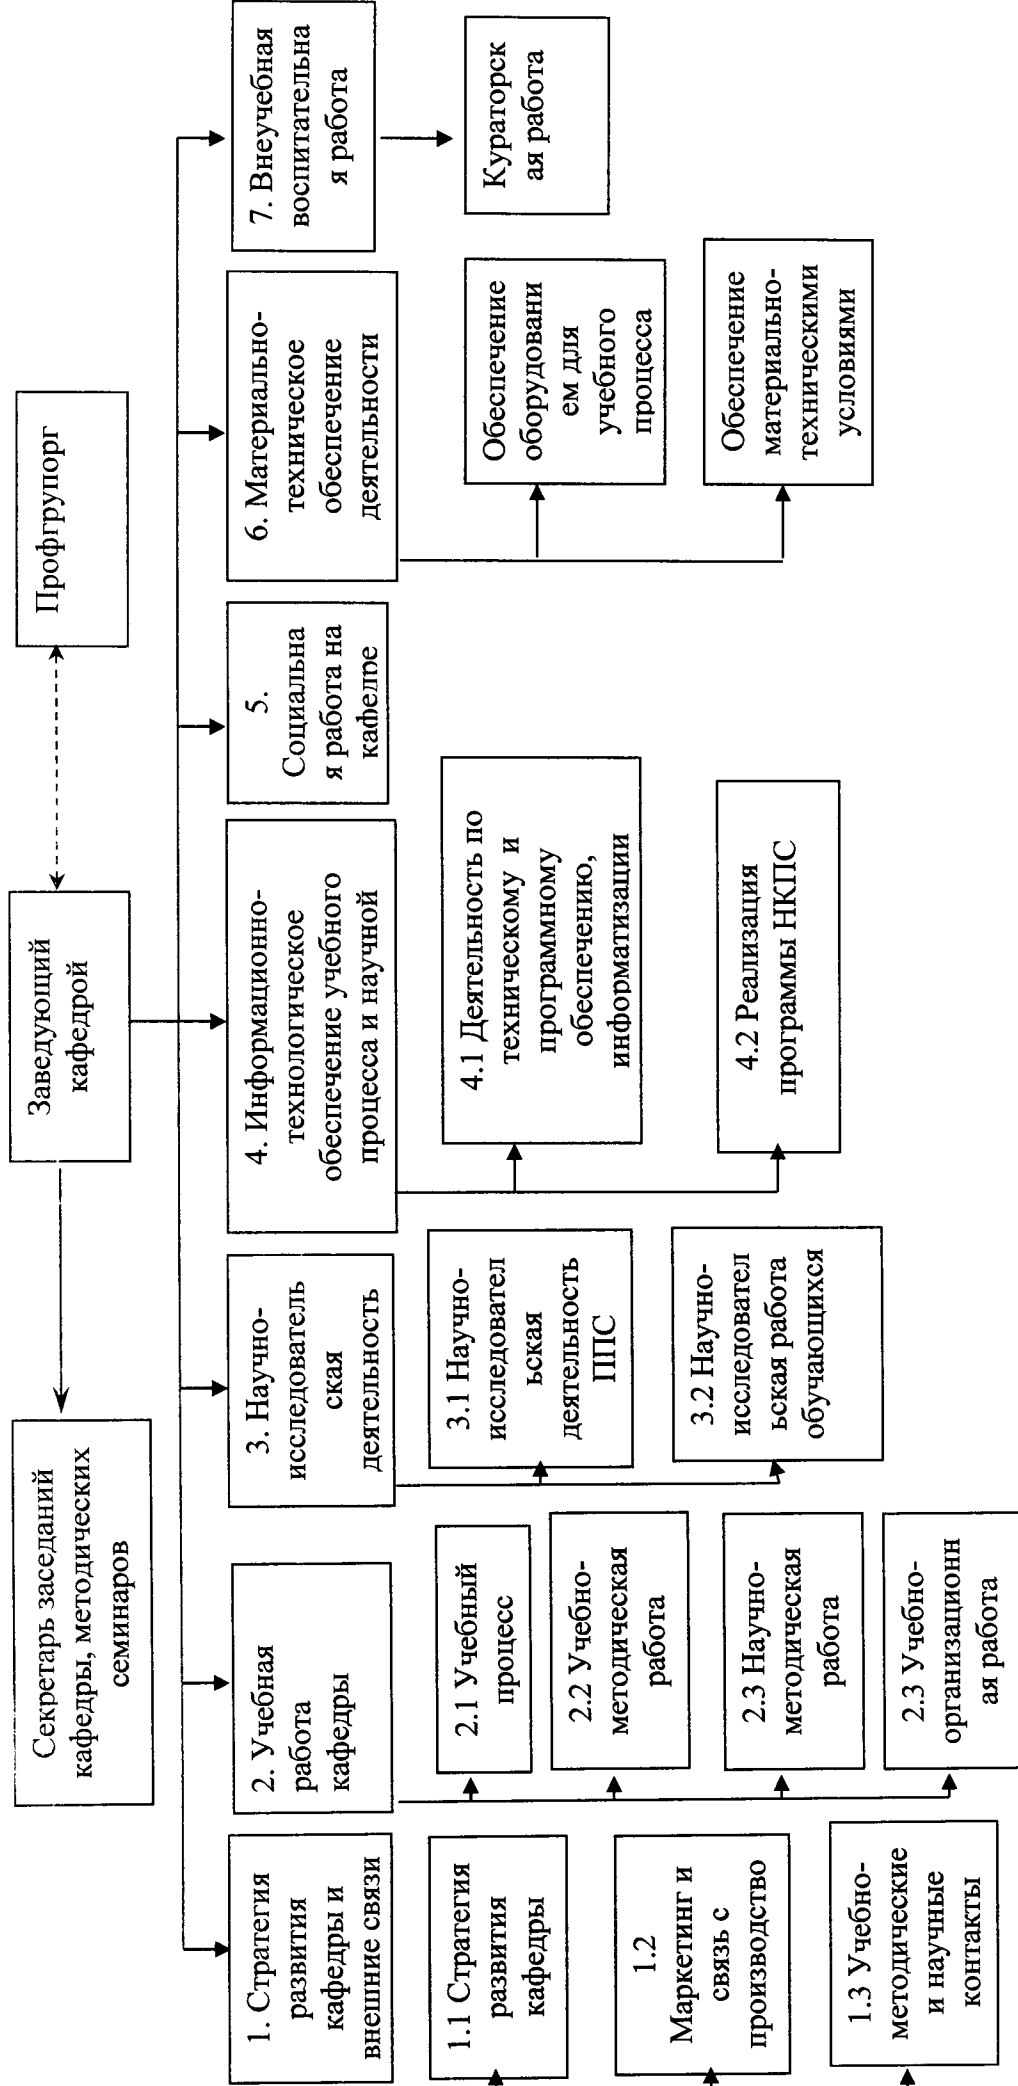 Секретарь заседаний
кафедры, методических
семинаров
Заведующий
кафедрой
Профгрупорг
1. Стратегия
развития
кафедры и
внешние связи
2. Учебная
работа
кафедры
3. Научно-
исследователь
ская
деятельность
4. Информационно-
технологическое
обеспечение учебного
процесса и научной
5.
Социальна
я работа на
кафедре
6. Материально-
техническое
обеспечение
деятельности
7. Внеучебная
воспитательна
я работа
1.1 Стратегия
развития
кафедры
1.2
Маркетинг и
связь с
производство
1.3 Учебно-
методические
и научные
контакты
2.1 Учебный
процесс
2.2 Учебно-
методическая
работа
2.3 Научно-
методическая
работа
2.3 Учебно-
организационн
ая работа
3.1 Научно-
исследовател
ьская
деятельность
ППС
3.2 Научно-
исследовател
ьская работа
обучающихся
4.1 Деятельность по
техническому и
программному
обеспечению,
информатизации
4.2 Реализация
программы НКПС
Обеспечение
оборудовани
ем для
учебного
процесса
Обеспечение
материально-
техническими
условиями
Кураторск
ая работа